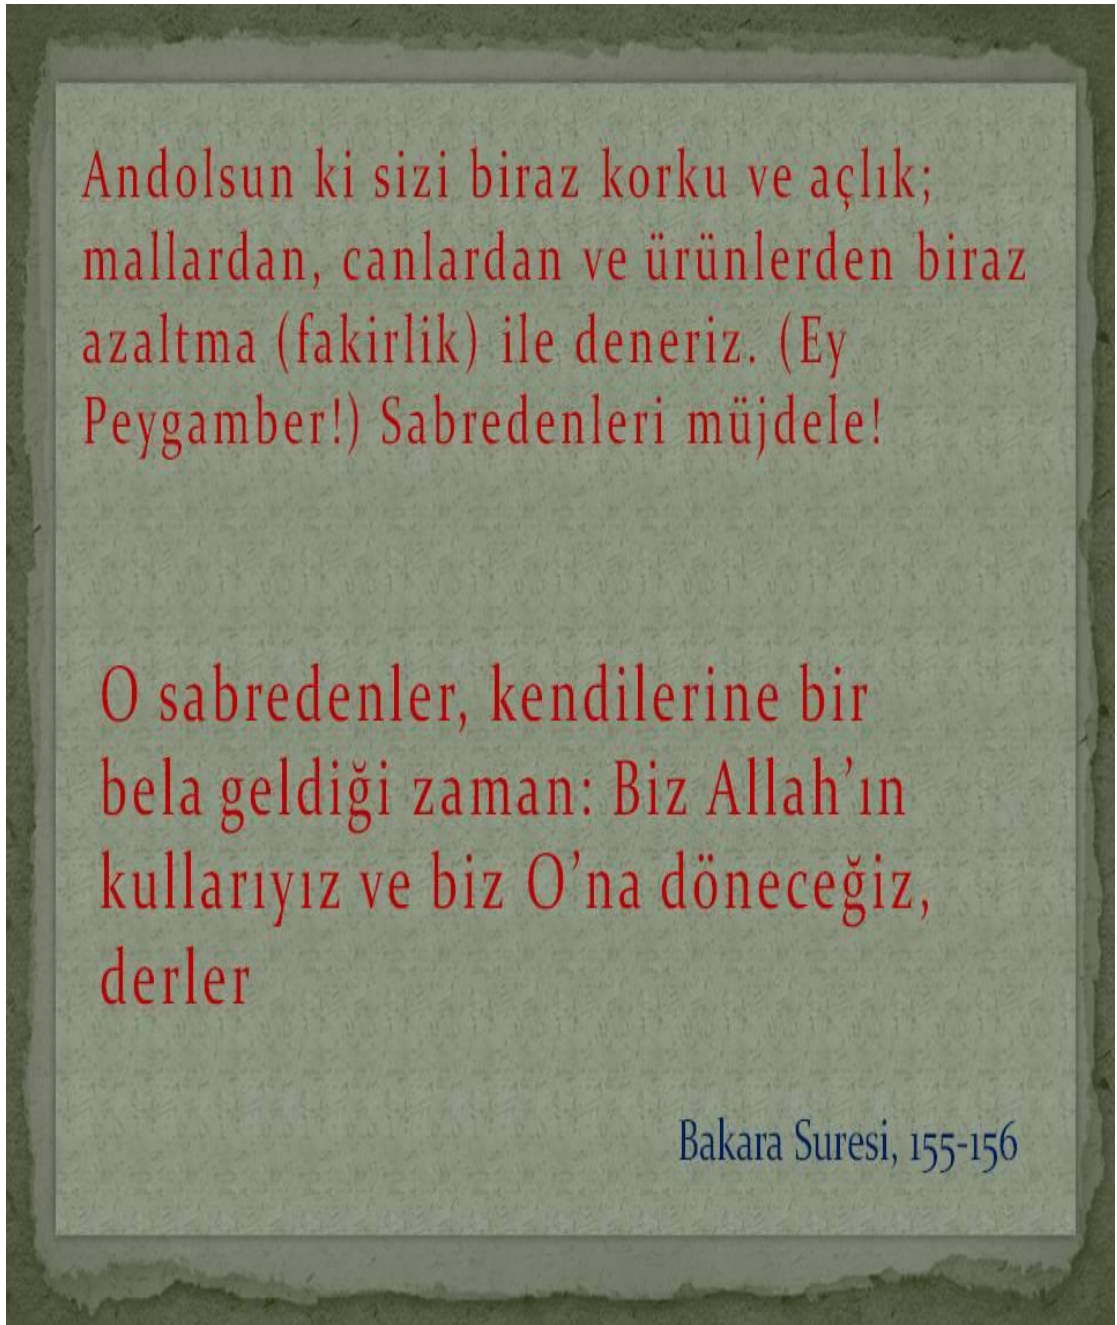 Andolsun ki sizi biraz korku ve açlık;
mallardan, canlardan ve ürünlerden biraz
azaltma (fakirlik) ile deneriz. (Ey
Peygamber!) Sabredenleri müjdele!
O sabredenler, kendilerine bir
bela geldiği zaman: Biz Allah’ın
kullarıyız ve biz O’na döneceğiz,
derler
Bakara Suresi, 155-156